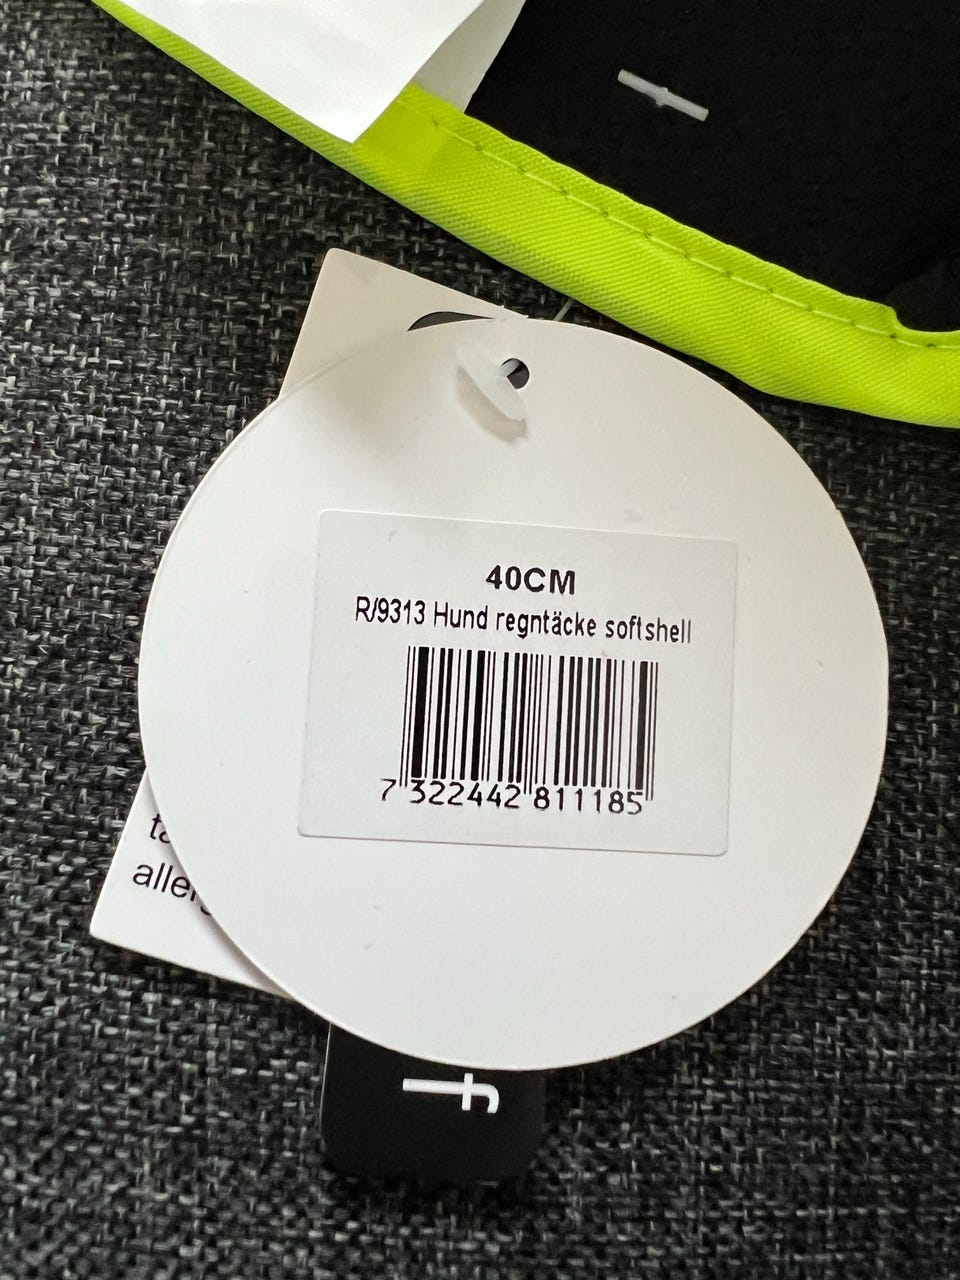 40CM
R/9313 Hund regntäcke softshell
7 322442 811185